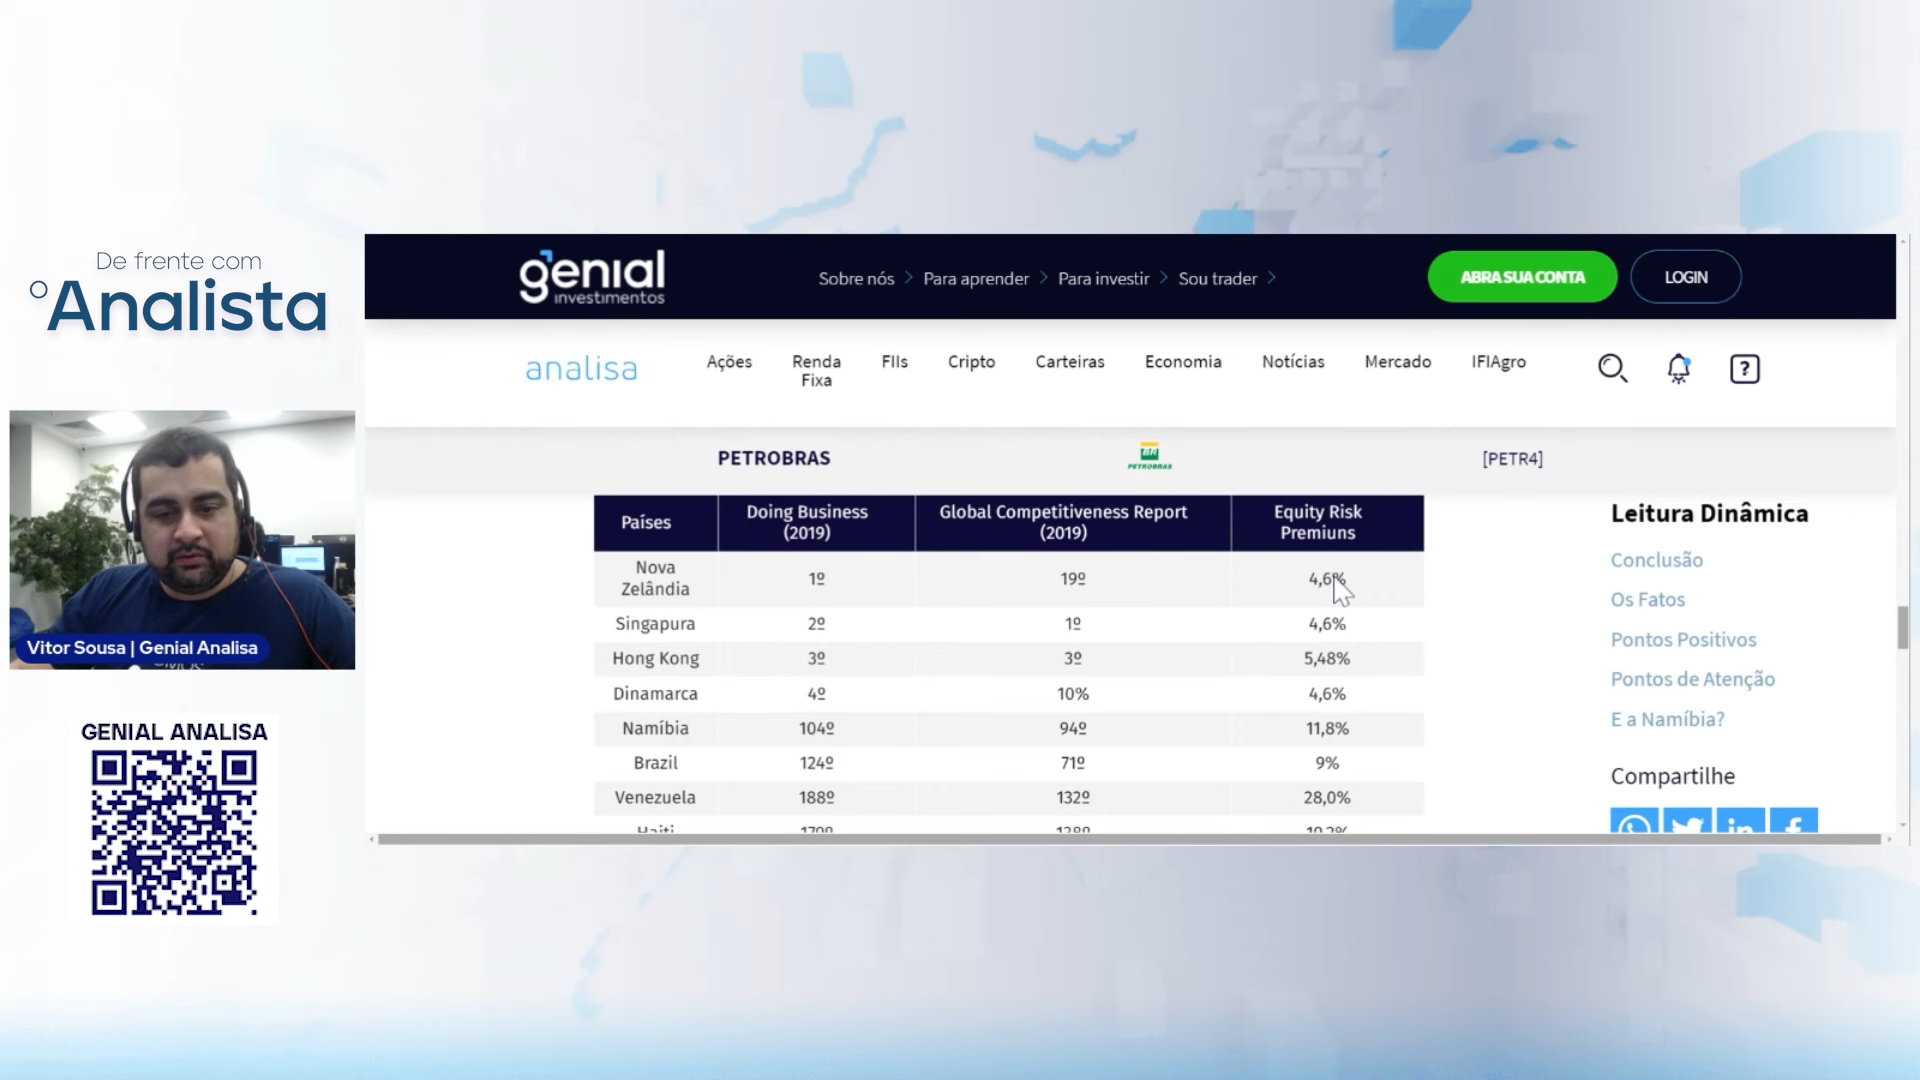 De frente com
o Analista
Vitor Sousa | Genial Analisa
GENIAL ANALISA
genial
investimentos
Sobre nós
Para aprender
Para investir
Sou trader
ABRA SUA CONTA
LOGIN
analisa
Ações
Renda
Fixa
FIIs
Cripto
Carteiras
Economia
Notícias
Mercado
IFIAgro
?
PETROBRAS
BR
PETROBRAS
[PETR4]
Países
Doing Business
(2019)
Global Competitiveness Report
(2019)
Equity Risk
Premiuns
Nova
Zelândia
1º
19º
4,6%
Singapura
2º
1º
4,6%
Hong Kong
3º
3º
5,48%
Dinamarca
4º
10%
4,6%
Namíbia
104º
94º
11,8%
Brazil
124º
71º
9%
Venezuela
188º
132º
28,0%
Haiti
Leitura Dinâmica
Conclusão
Os Fatos
Pontos Positivos
Pontos de Atenção
E a Namíbia?
Compartilhe